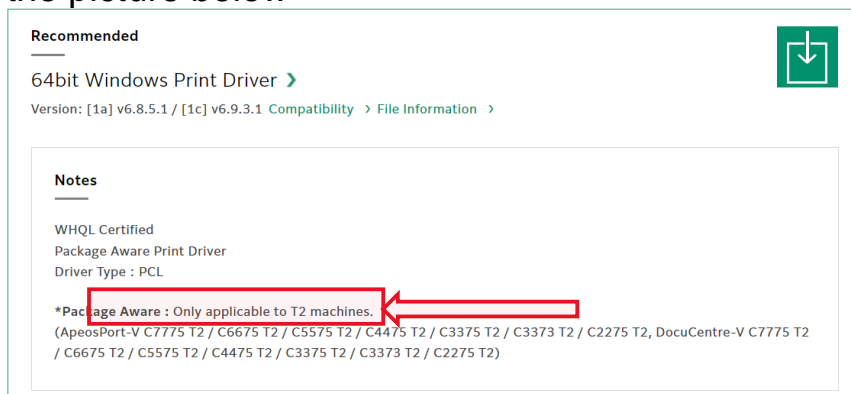 the picture below
Recommended
64bit Windows Print Driver >
Version: [1a] v6.8.5.1 / [1c] v6.9.3.1 Compatibility > File Information >
Notes
WHQL Certified
Package Aware Print Driver
Driver Type : PCL
*Package Aware : Only applicable to T2 machines.
(ApeosPort-V C7775 T2 / C6675 T2 / C5575 T2 / C4475 T2 / C3375 T2 / C3373 T2 / C2275 T2, DocuCentre-V C7775 T2
/ C6675 T2 / C5575 T2 / C4475 T2 / C3375 T2 / C3373 T2 / C2275 T2)